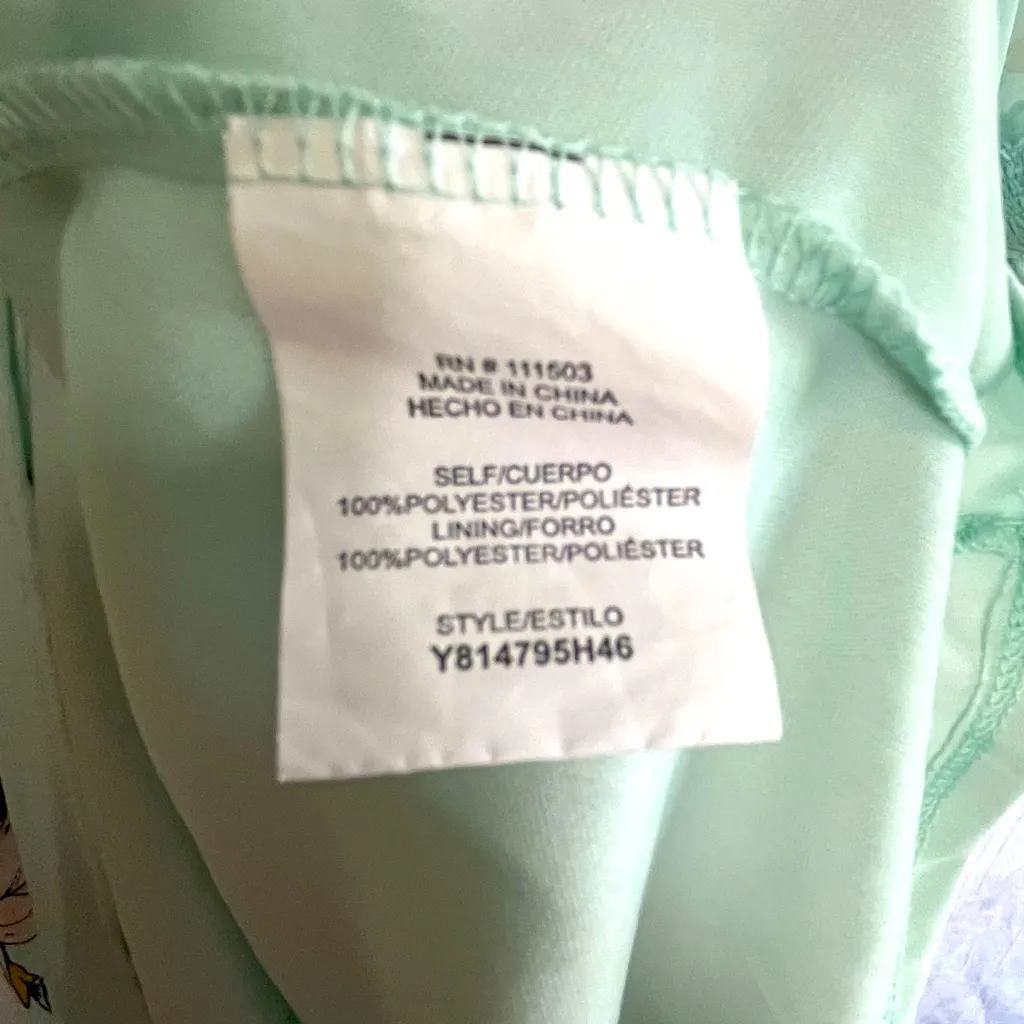 RN # 111503
MADE IN CHINA
HECHO EN CHINA
SELF/CUERPO
100%POLYESTER/POLIÉSTER
LINING/FORRO
100%POLYESTER/POLIÉSTER
STYLE/ESTILO
Y814795H46